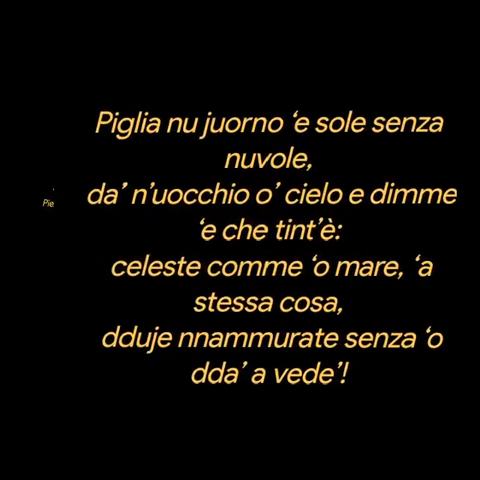 Piglia nu juorno ‘e sole senza
nuvole,
da’ n’uocchio o’ cielo e dimme
‘e che tint’è:
celeste comme ‘o mare, ‘a
stessa cosa,
dduje nnammurate senza ‘o
dda’ a vede’!
Pie